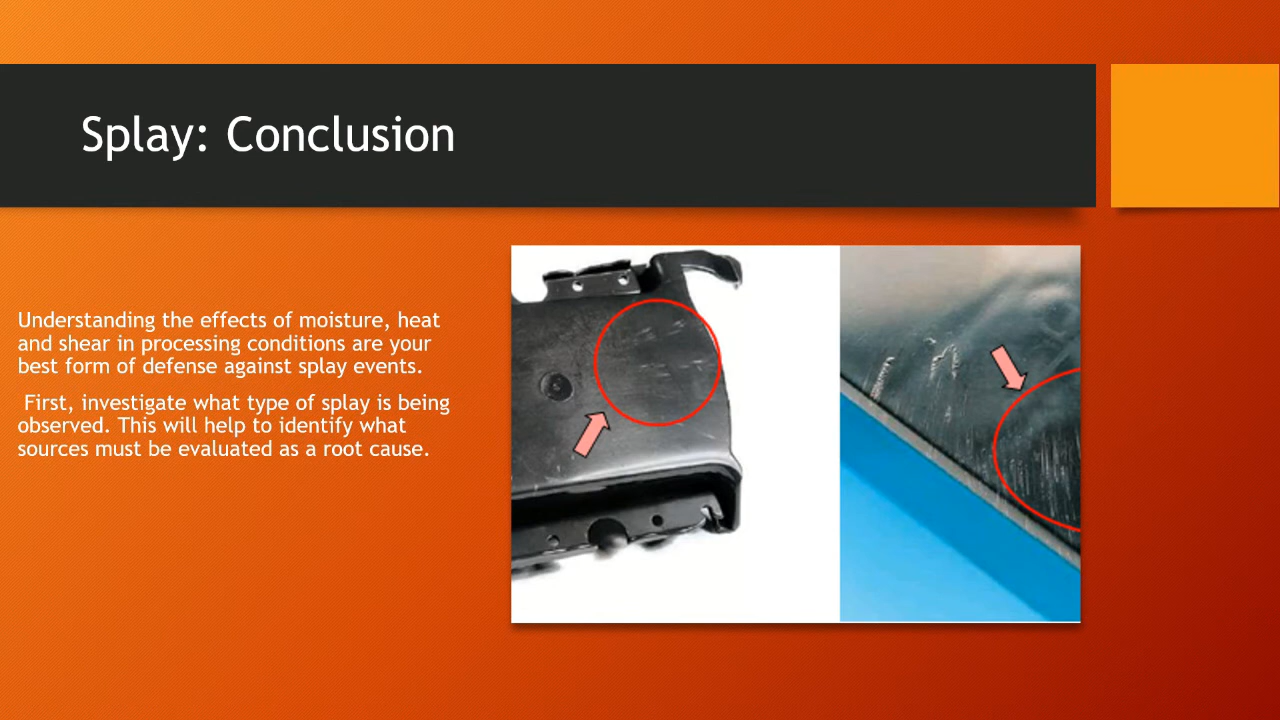 Splay: Conclusion
Understanding the effects of moisture, heat
and shear in processing conditions are your
best form of defense against splay events.
First, investigate what type of splay is being
observed. This will help to identify what
sources must be evaluated as a root cause.